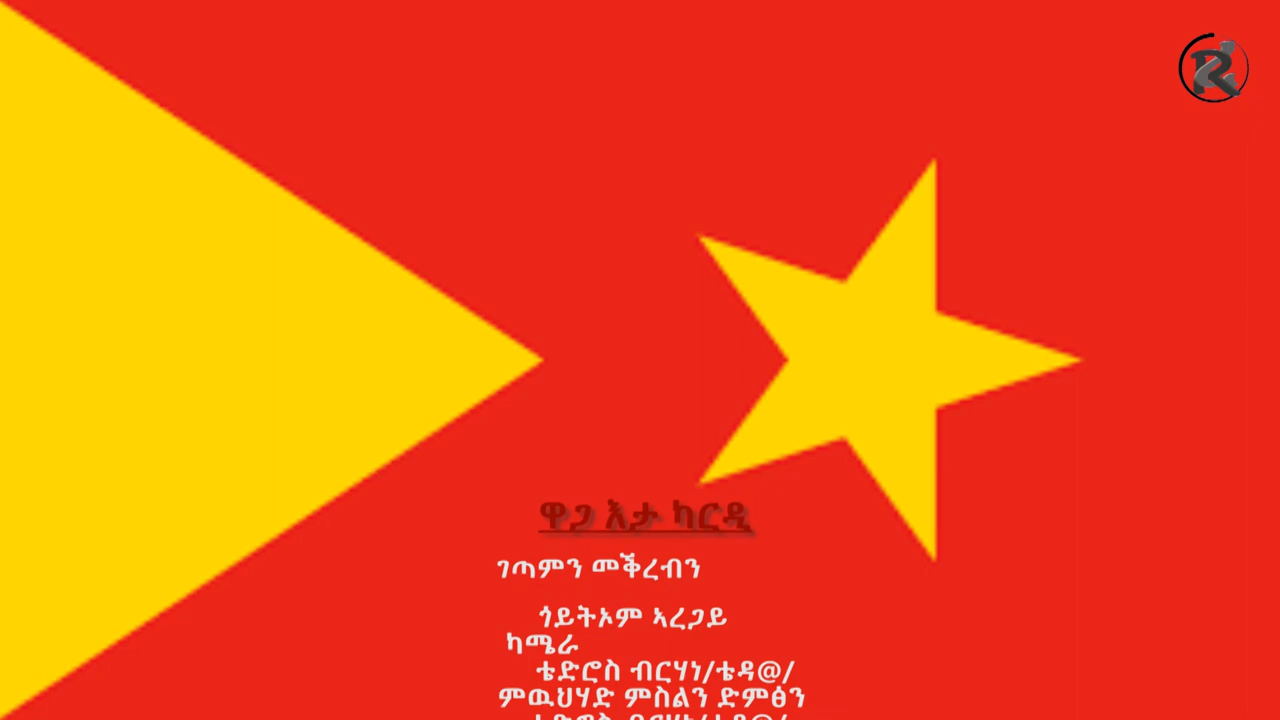 ዋጋ እታ ካርዲ
ገጣምን መቕረብን
ጎይትኦም ኣረጋይ
ካሜራ
ቴድሮስ ብርሃነ/ቴዳ@/
ምዉህሃድ ምስልን ድምፅን